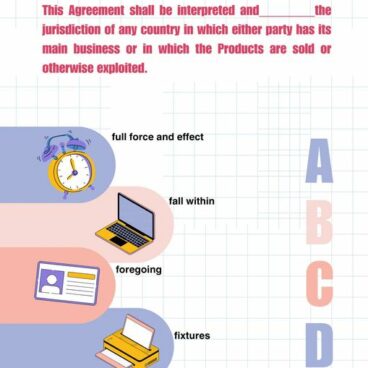 This Agreement shall be interpreted and_________the
jurisdiction of any country in which either party has its
main business or in which the Products are sold or
otherwise exploited.
full force and effect
A
fall within
B
foregoing
C
fixtures
D